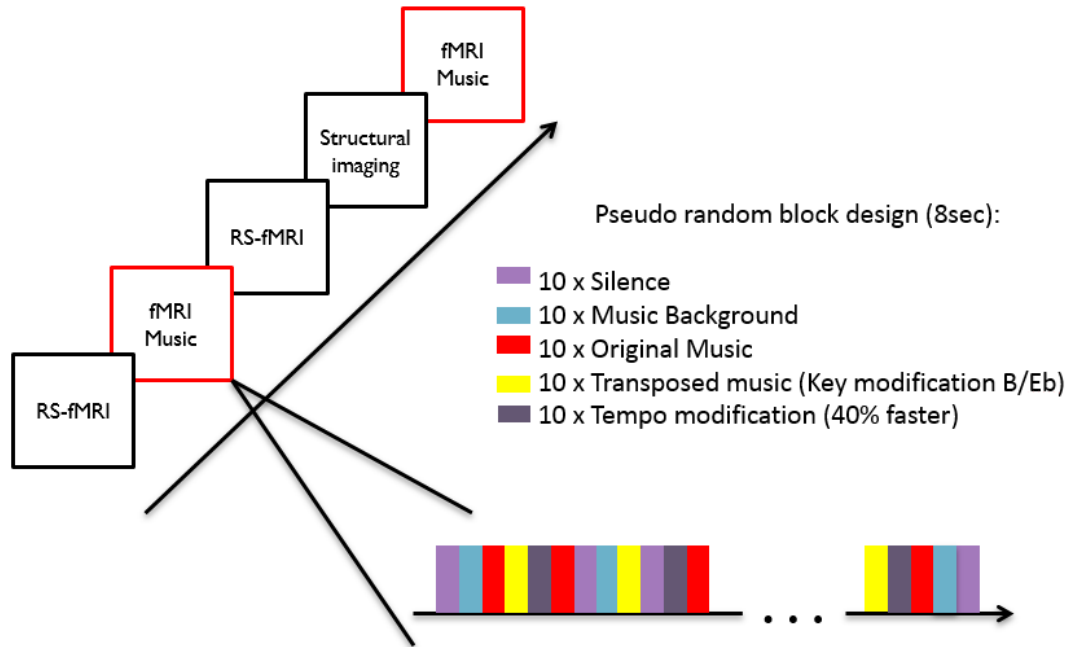 fMRI
Music
Structural
imaging
RS-fMRI
fMRI
Music
RS-fMRI
Pseudo random block design (8sec):
10 x Silence
10 x Music Background
10 x Original Music
10 x Transposed music (Key modification B/Eb)
10 x Tempo modification (40% faster)
. . .